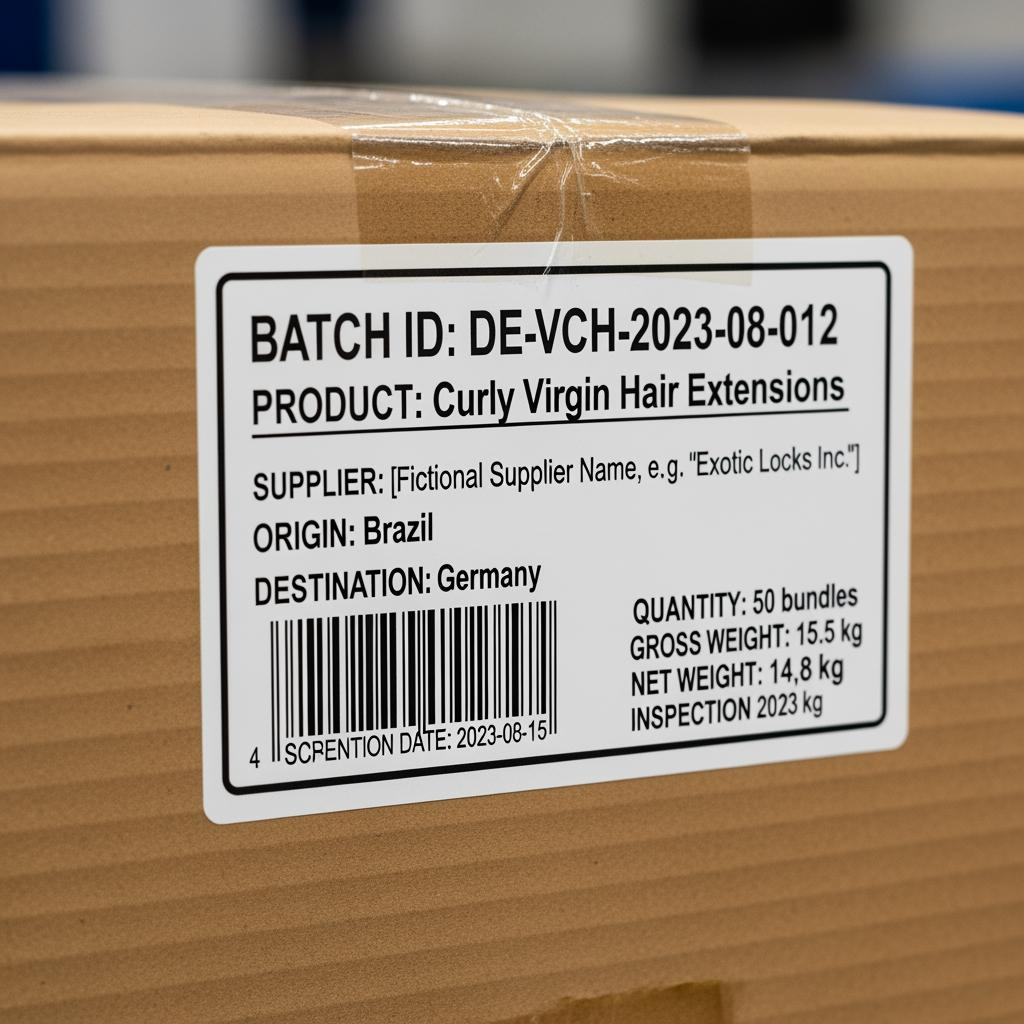 BATCH ID: DE-VCH-2023-08-012
PRODUCT: Curly Virgin Hair Extensions
SUPPLIER: [Fictional Supplier Name, e.g. "Exotic Locks Inc."]
ORIGIN: Brazil
DESTINATION: Germany
QUANTITY: 50 bundles
GROSS WEIGHT: 15.5 kg
NET WEIGHT: 14,8 kg
INSPECTION 2023 kg
4 SCRENTION DATE: 2023-08-15